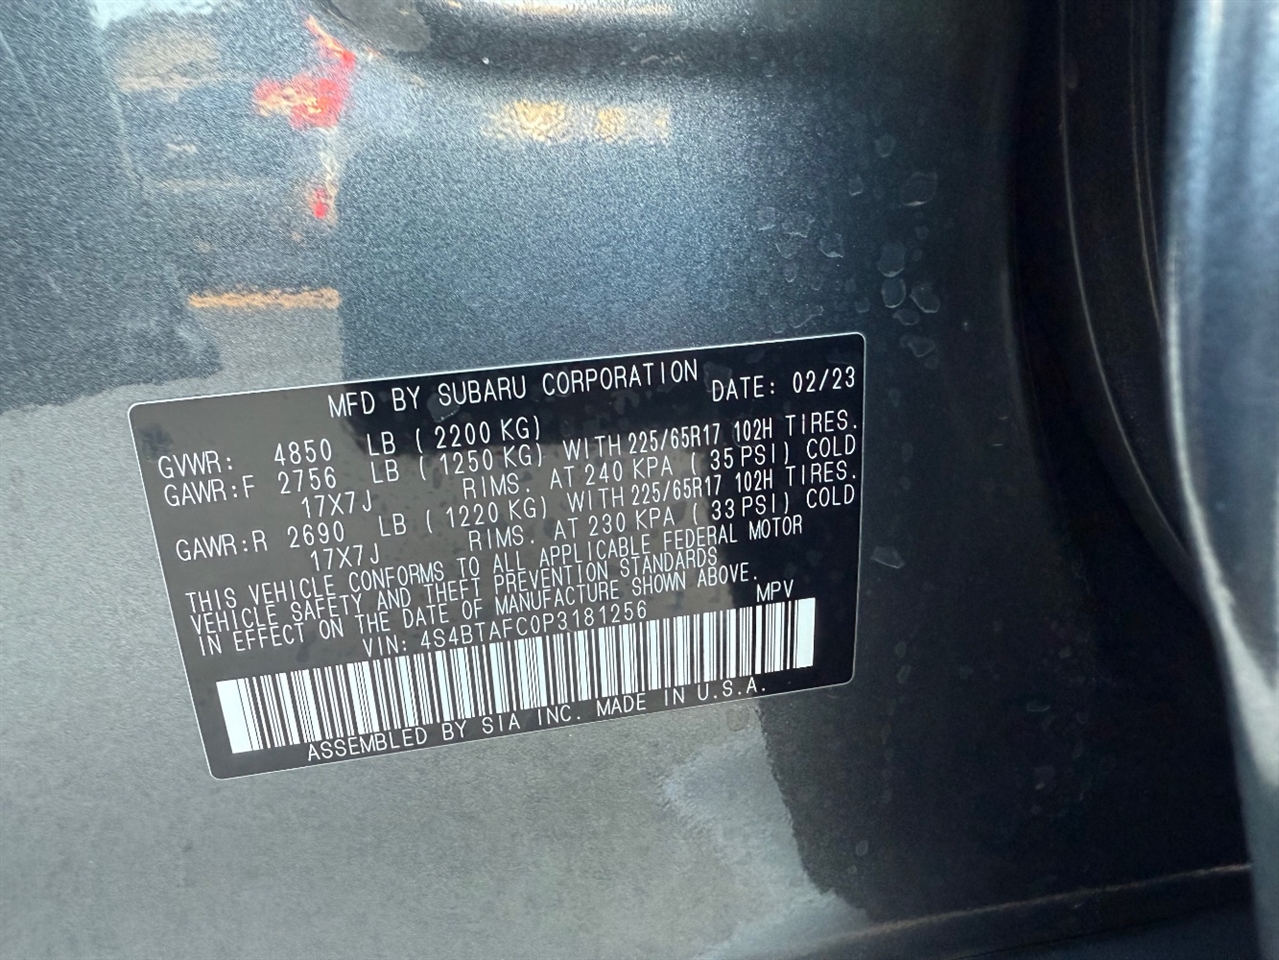 MFD BY SUBARU CORPORATION DATE: 02/23
GVWR: 4850 LB (2200 KG)
GAWR:F 2756 LB (1250 KG) WITH 225/65R17 102H TIRES.
17X7J RIMS. AT 240 KPA (35 PSI) COLD
GAWR:R 2690 LB (1220 KG) WITH 225/65R17 102H TIRES.
17X7J RIMS. AT 230 KPA (33 PSI) COLD
THIS VEHICLE CONFORMS TO ALL APPLICABLE FEDERAL MOTOR
VEHICLE SAFETY AND THEFT PREVENTION STANDARDS
IN EFFECT ON THE DATE OF MANUFACTURE SHOWN ABOVE.
VIN: 4S4BTAFC0P3181256 MPV
ASSEMBLED BY SIA INC. MADE IN U.S.A.